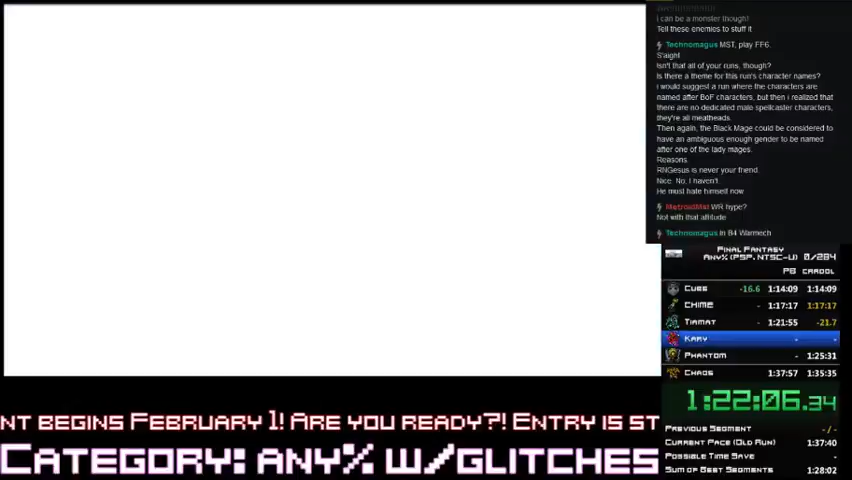 i can be a monster though!
Tell these enemies to stuff it
Technomagus MST, play FF6.
S'aight
Isn't that all of your runs, though?
Is there a theme for this run's character names?
I would suggest a run where the characters are
named after BoF characters, but then i realized that
there are no dedicated male spellcaster characters,
they're all meatheads.
Then again, the Black Mage could be considered to
have an ambiguous enough gender to be named
after one of the lady mages.
Reasons.
RNGesus is never your friend.
Nice. No, I haven't.
He must hate himself now
MetroidMst WR hype?
Not with that attitude
Technomagus In B4 Warmech
Final Fantasy
Any% (PSP, NTSC-U) 0/284
PB
Cubs -16.6 1:14:09 1:14:09
Chime - 1:17:17 1:17:17
Tiamat - 1:21:55 -21.7
Kary - -
Phantom - 1:25:31
Chaos 1:37:57 1:35:35
1:22:06.34
Previous Segment - / -
Current Pace (Old Run) 1:37:40
Possible Time Save -
Sum of Best Segments 1:28:02
nt begins February 1! Are you ready?! Entry is st
Category: any% w/glitches